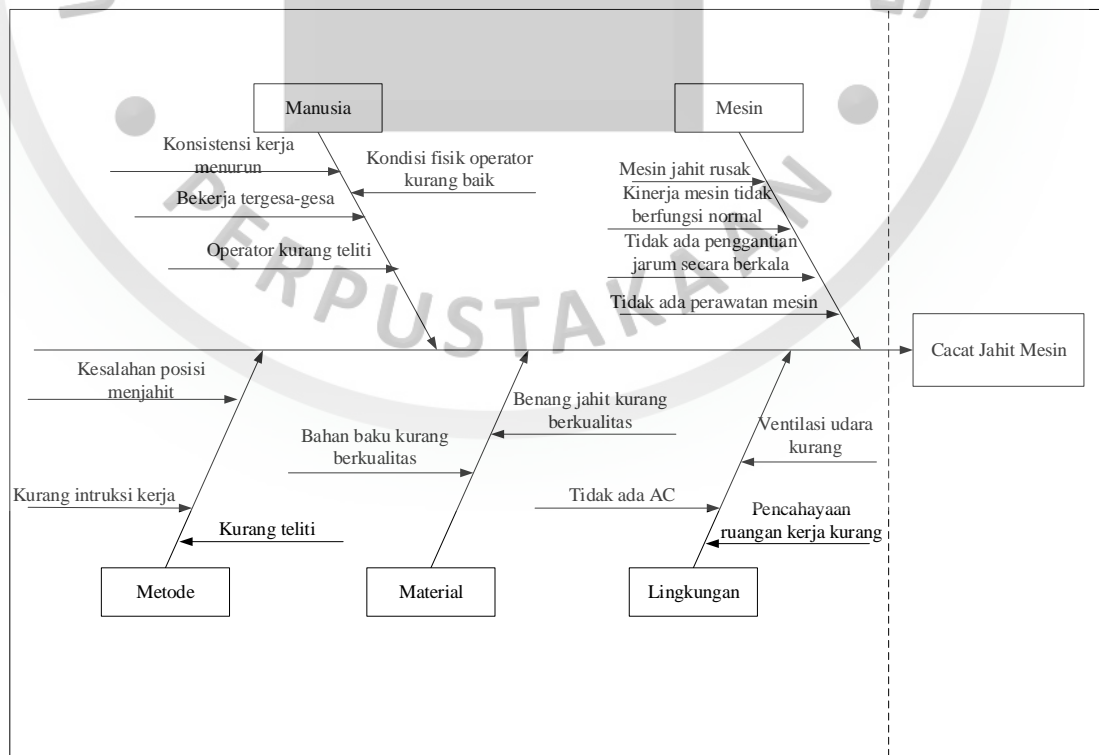 Manusia
Mesin
Konsistensi kerja
menurun
Kondisi fisik operator
kurang baik
Bekerja tergesa-gesa
Operator kurang teliti
Mesin jahit rusak
Kinerja mesin tidak
berfungsi normal
Tidak ada penggantian
jarum secara berkala
Tidak ada perawatan mesin
PERPUSTAKAAN
Cacat Jahit Mesin
Kesalahan posisi
menjahit
Kurang intruksi kerja
Kurang teliti
Benang jahit kurang
berkualitas
Bahan baku kurang
berkualitas
Ventilasi udara
kurang
Tidak ada AC
Pencahayaan
ruangan kerja kurang
Metode
Material
Lingkungan